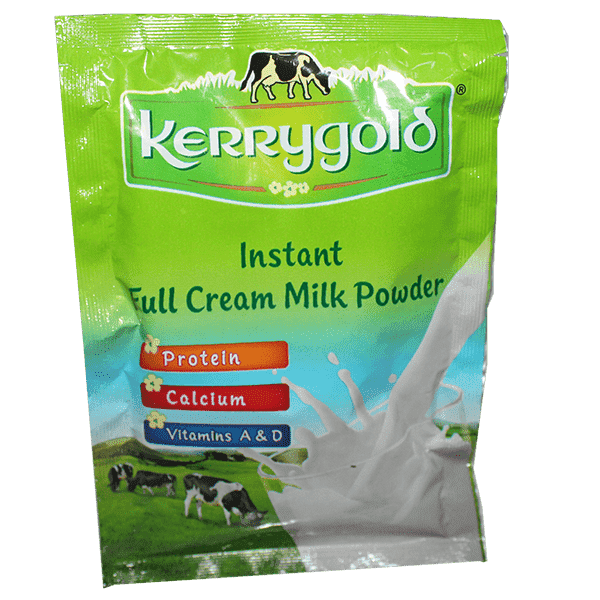 Kerrygold
®
Instant
Full Cream Milk Powder
Protein
Calcium
Vitamins A & D